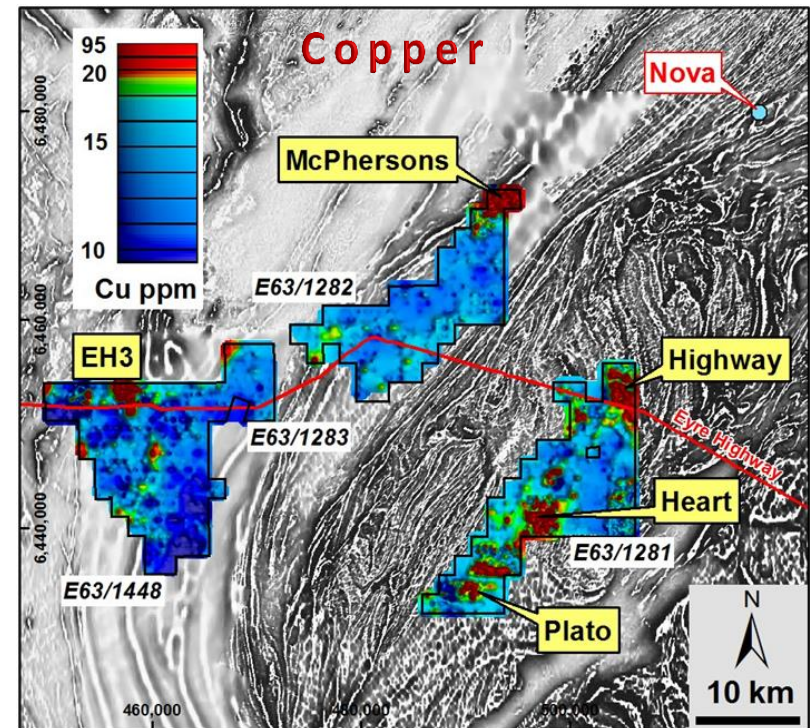 Copper
95
20
15
10
Cu ppm
Nova
McPhersons
6,480,000
E63/1282
6,460,000
EH3
Highway
E63/1283
Eyre Highway
Heart
6,440,000
E63/1281
E63/1448
Plato
N
10 km
460,000
480,000
500,000